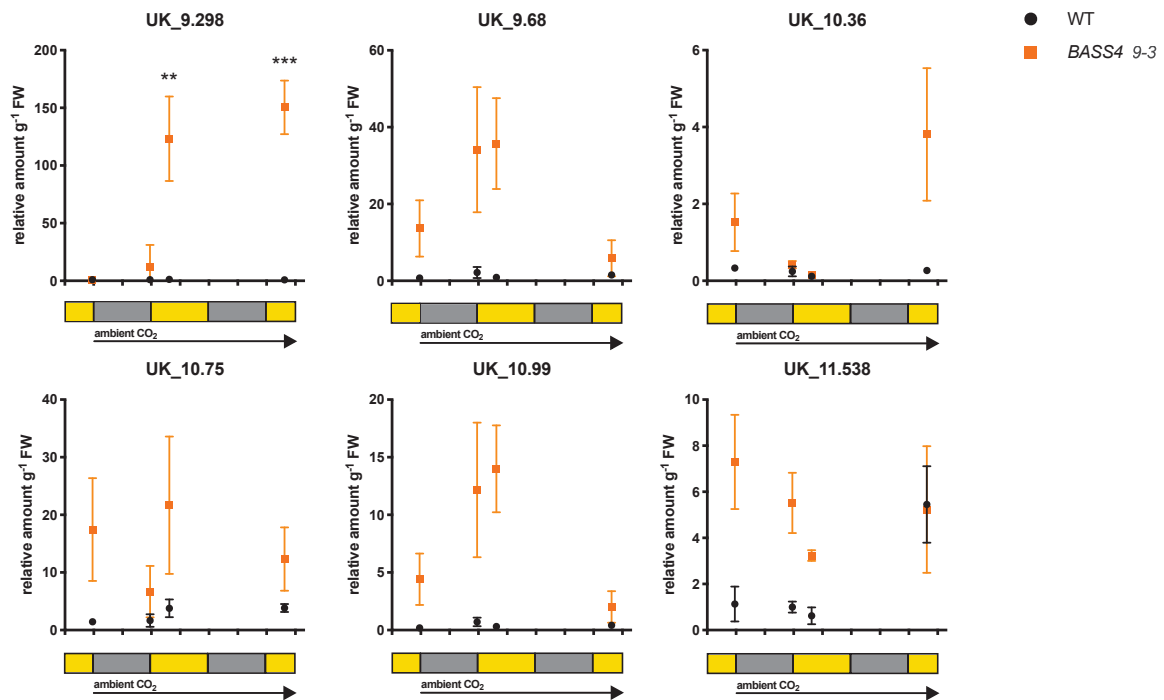 UK_9.298
UK_9.68
UK_10.36
WT
BASS4 9-3
relative amount g⁻¹ FW
200
150
100
50
0
**
***
ambient CO₂
relative amount g⁻¹ FW
60
40
20
0
ambient CO₂
relative amount g⁻¹ FW
6
4
2
0
ambient CO₂
UK_10.75
UK_10.99
UK_11.538
relative amount g⁻¹ FW
40
30
20
10
0
ambient CO₂
relative amount g⁻¹ FW
20
15
10
5
0
ambient CO₂
relative amount g⁻¹ FW
10
8
6
4
2
0
ambient CO₂